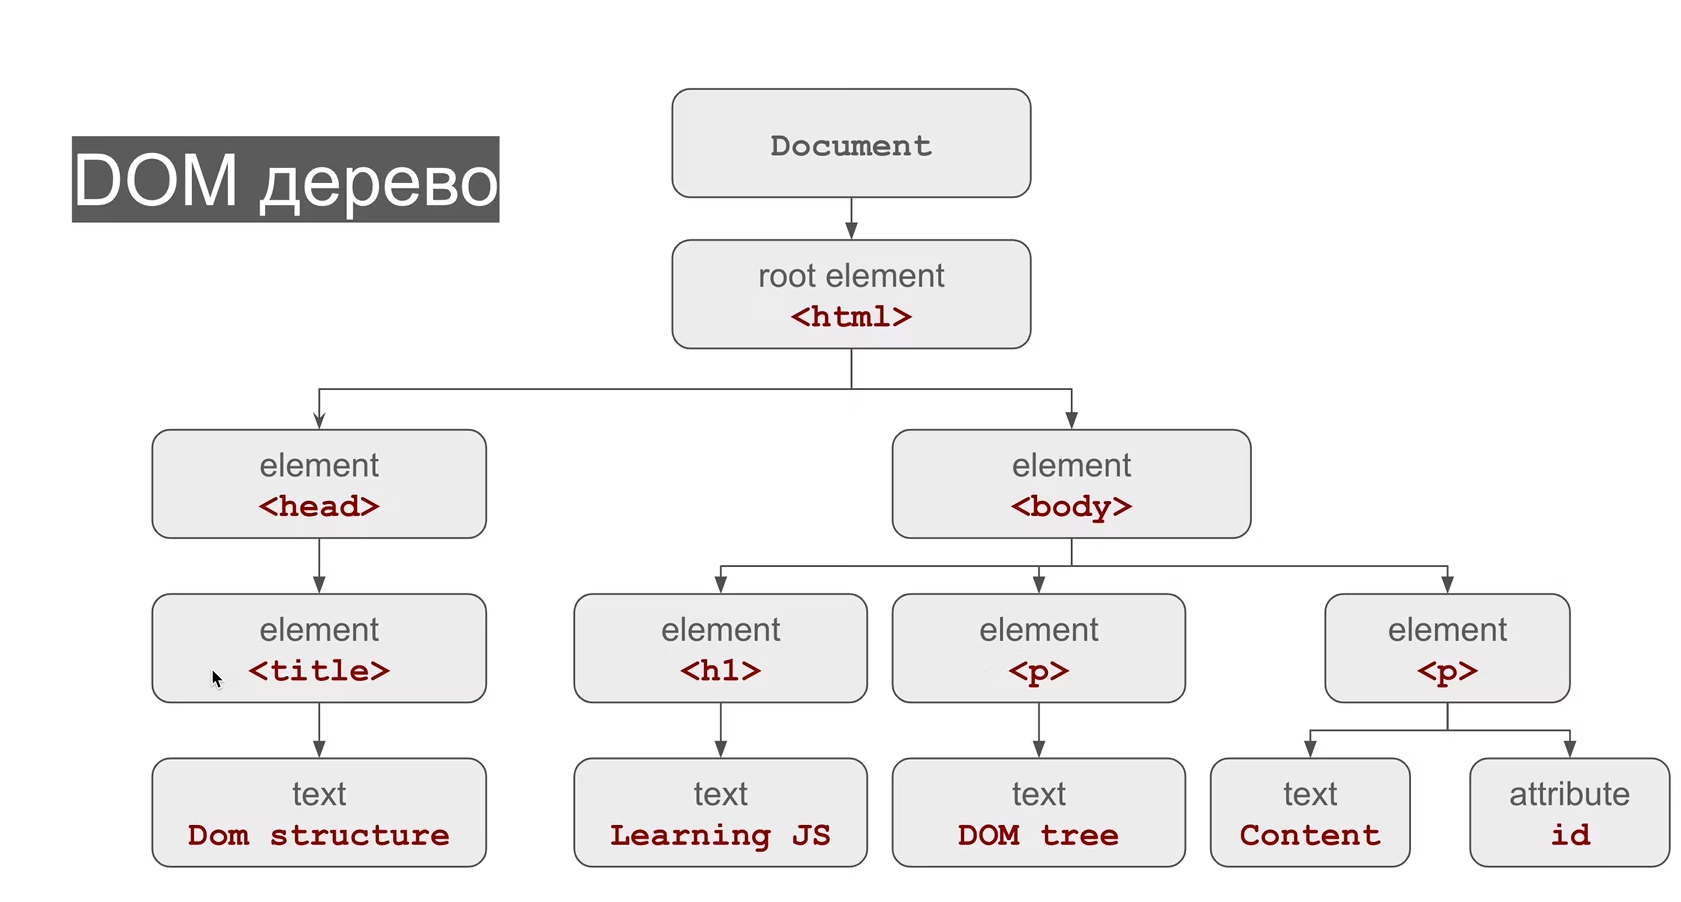 DOM дерево
Document
root element
<html>
element
<head>
element
<body>
element
<title>
element
<h1>
element
<p>
element
<p>
text
Dom structure
text
Learning JS
text
DOM tree
text
Content
attribute
id